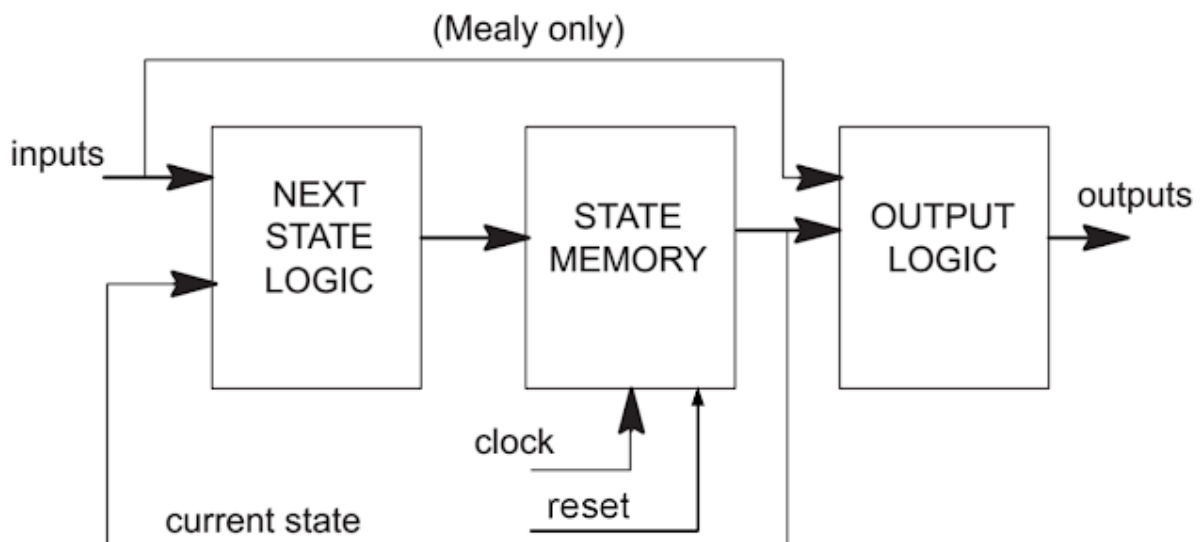 (Mealy only)
inputs
NEXT
STATE
LOGIC
STATE
MEMORY
OUTPUT
LOGIC
outputs
clock
reset
current state